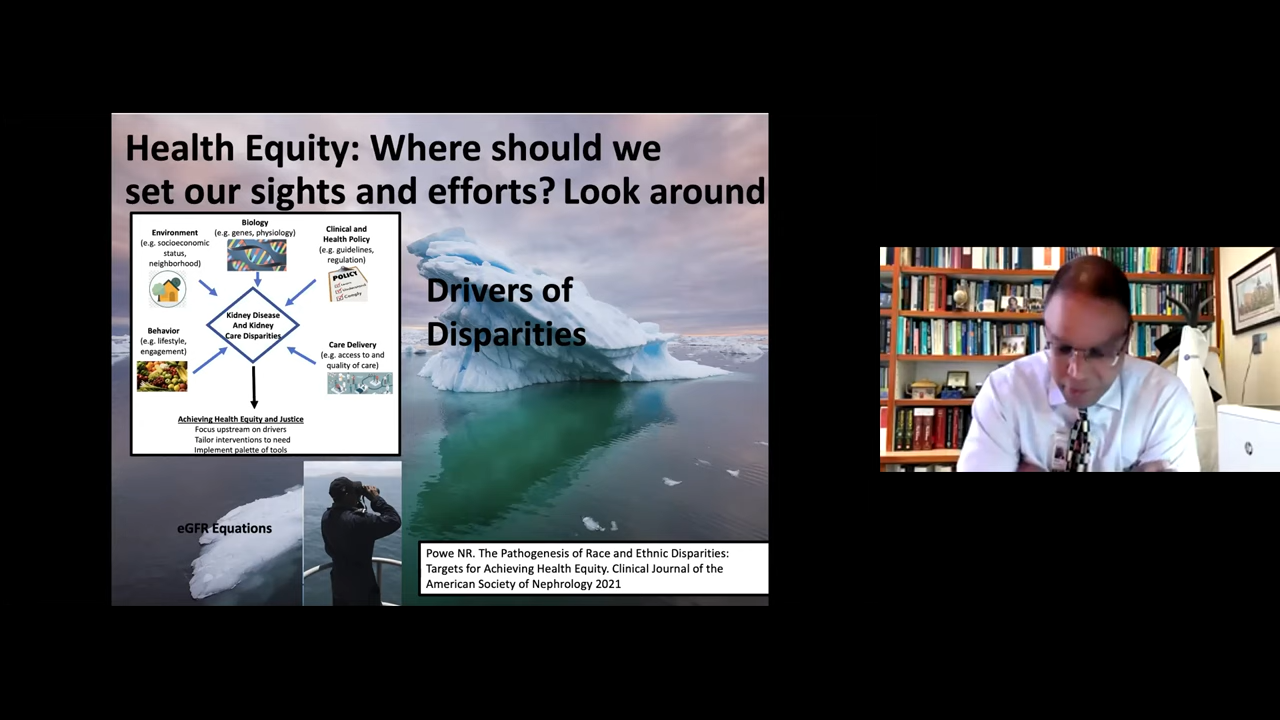 Health Equity: Where should we
set our sights and efforts? Look around
Environment
(e.g. socioeconomic
status,
neighborhood)
Biology
(e.g. genes, physiology)
Clinical and
Health Policy
(e.g. guidelines,
regulation)
POLICY
Comply
Kidney Disease
And Kidney
Care Disparities
Behavior
(e.g. lifestyle,
engagement)
Care Delivery
(e.g. access to and
quality of care)
Achieving Health Equity and Justice
Focus upstream on drivers
Tailor interventions to need
Implement palette of tools
Drivers of
Disparities
eGFR Equations
Powe NR. The Pathogenesis of Race and Ethnic Disparities:
Targets for Achieving Health Equity. Clinical Journal of the
American Society of Nephrology 2021
hp